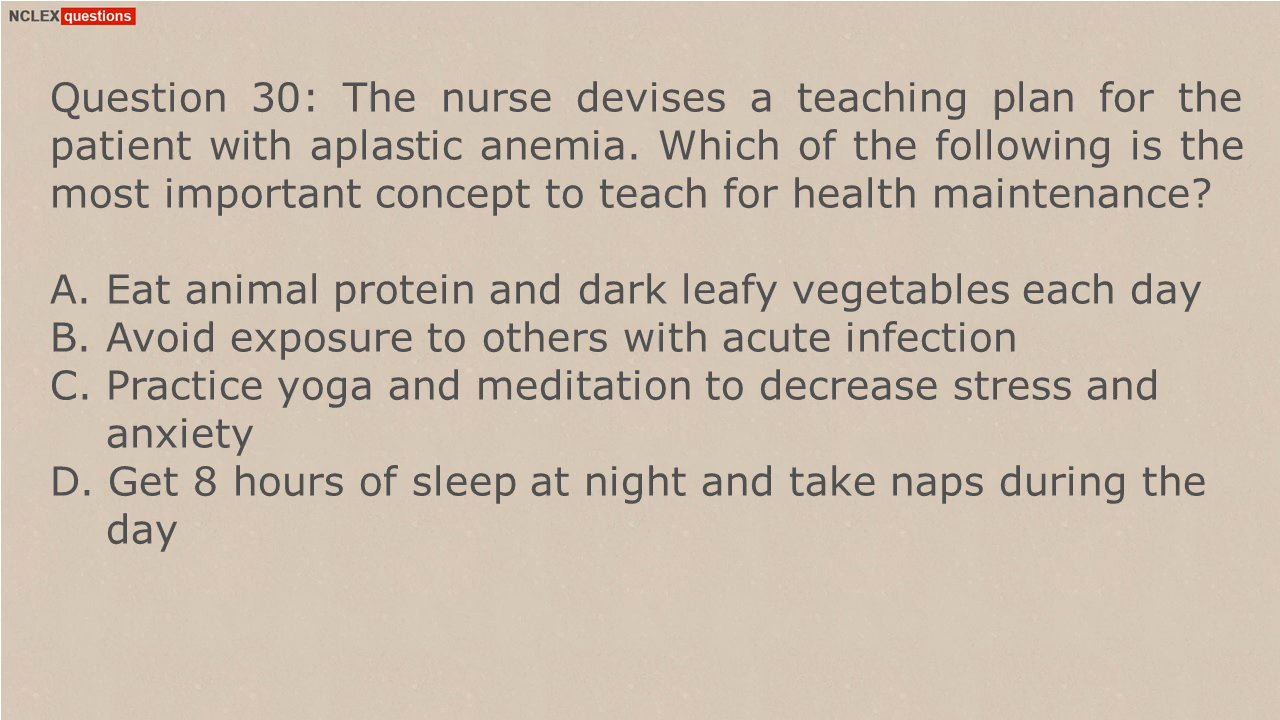 NCLEX questions
Question 30: The nurse devises a teaching plan for the
patient with aplastic anemia. Which of the following is the
most important concept to teach for health maintenance?
A. Eat animal protein and dark leafy vegetables each day
B. Avoid exposure to others with acute infection
C. Practice yoga and meditation to decrease stress and
anxiety
D. Get 8 hours of sleep at night and take naps during the
day